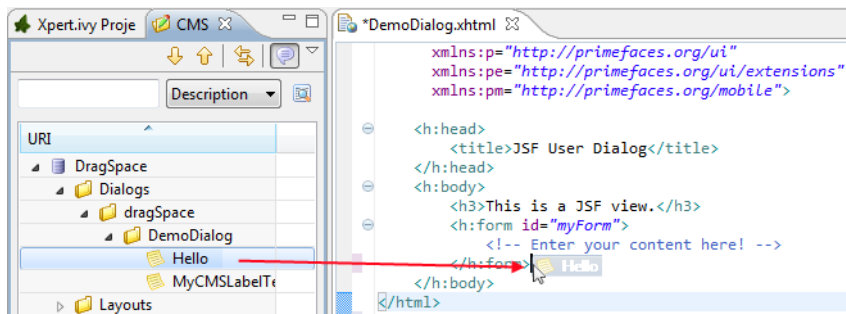 Xpert.ivy Proje
CMS
Description
URI
DragSpace
Dialogs
dragSpace
DemoDialog
Hello
MyCMSLabelTe
Layouts
*DemoDialog.xhtml
xmlns:p="http://primefaces.org/ui"
xmlns:pe="http://primefaces.org/ui/extensions"
xmlns:pm="http://primefaces.org/mobile">
<h:head>
<title>JSF User Dialog</title>
</h:head>
<h:body>
<h3>This is a JSF view.</h3>
<h:form id="myForm">
<!-- Enter your content here! -->
</h:form> Hello
</h:body>
</html>